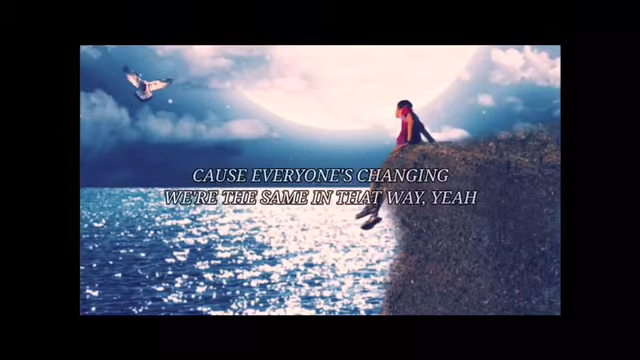 CAUSE EVERYONE'S CHANGING
WE'RE THE SAME IN THAT WAY, YEAH